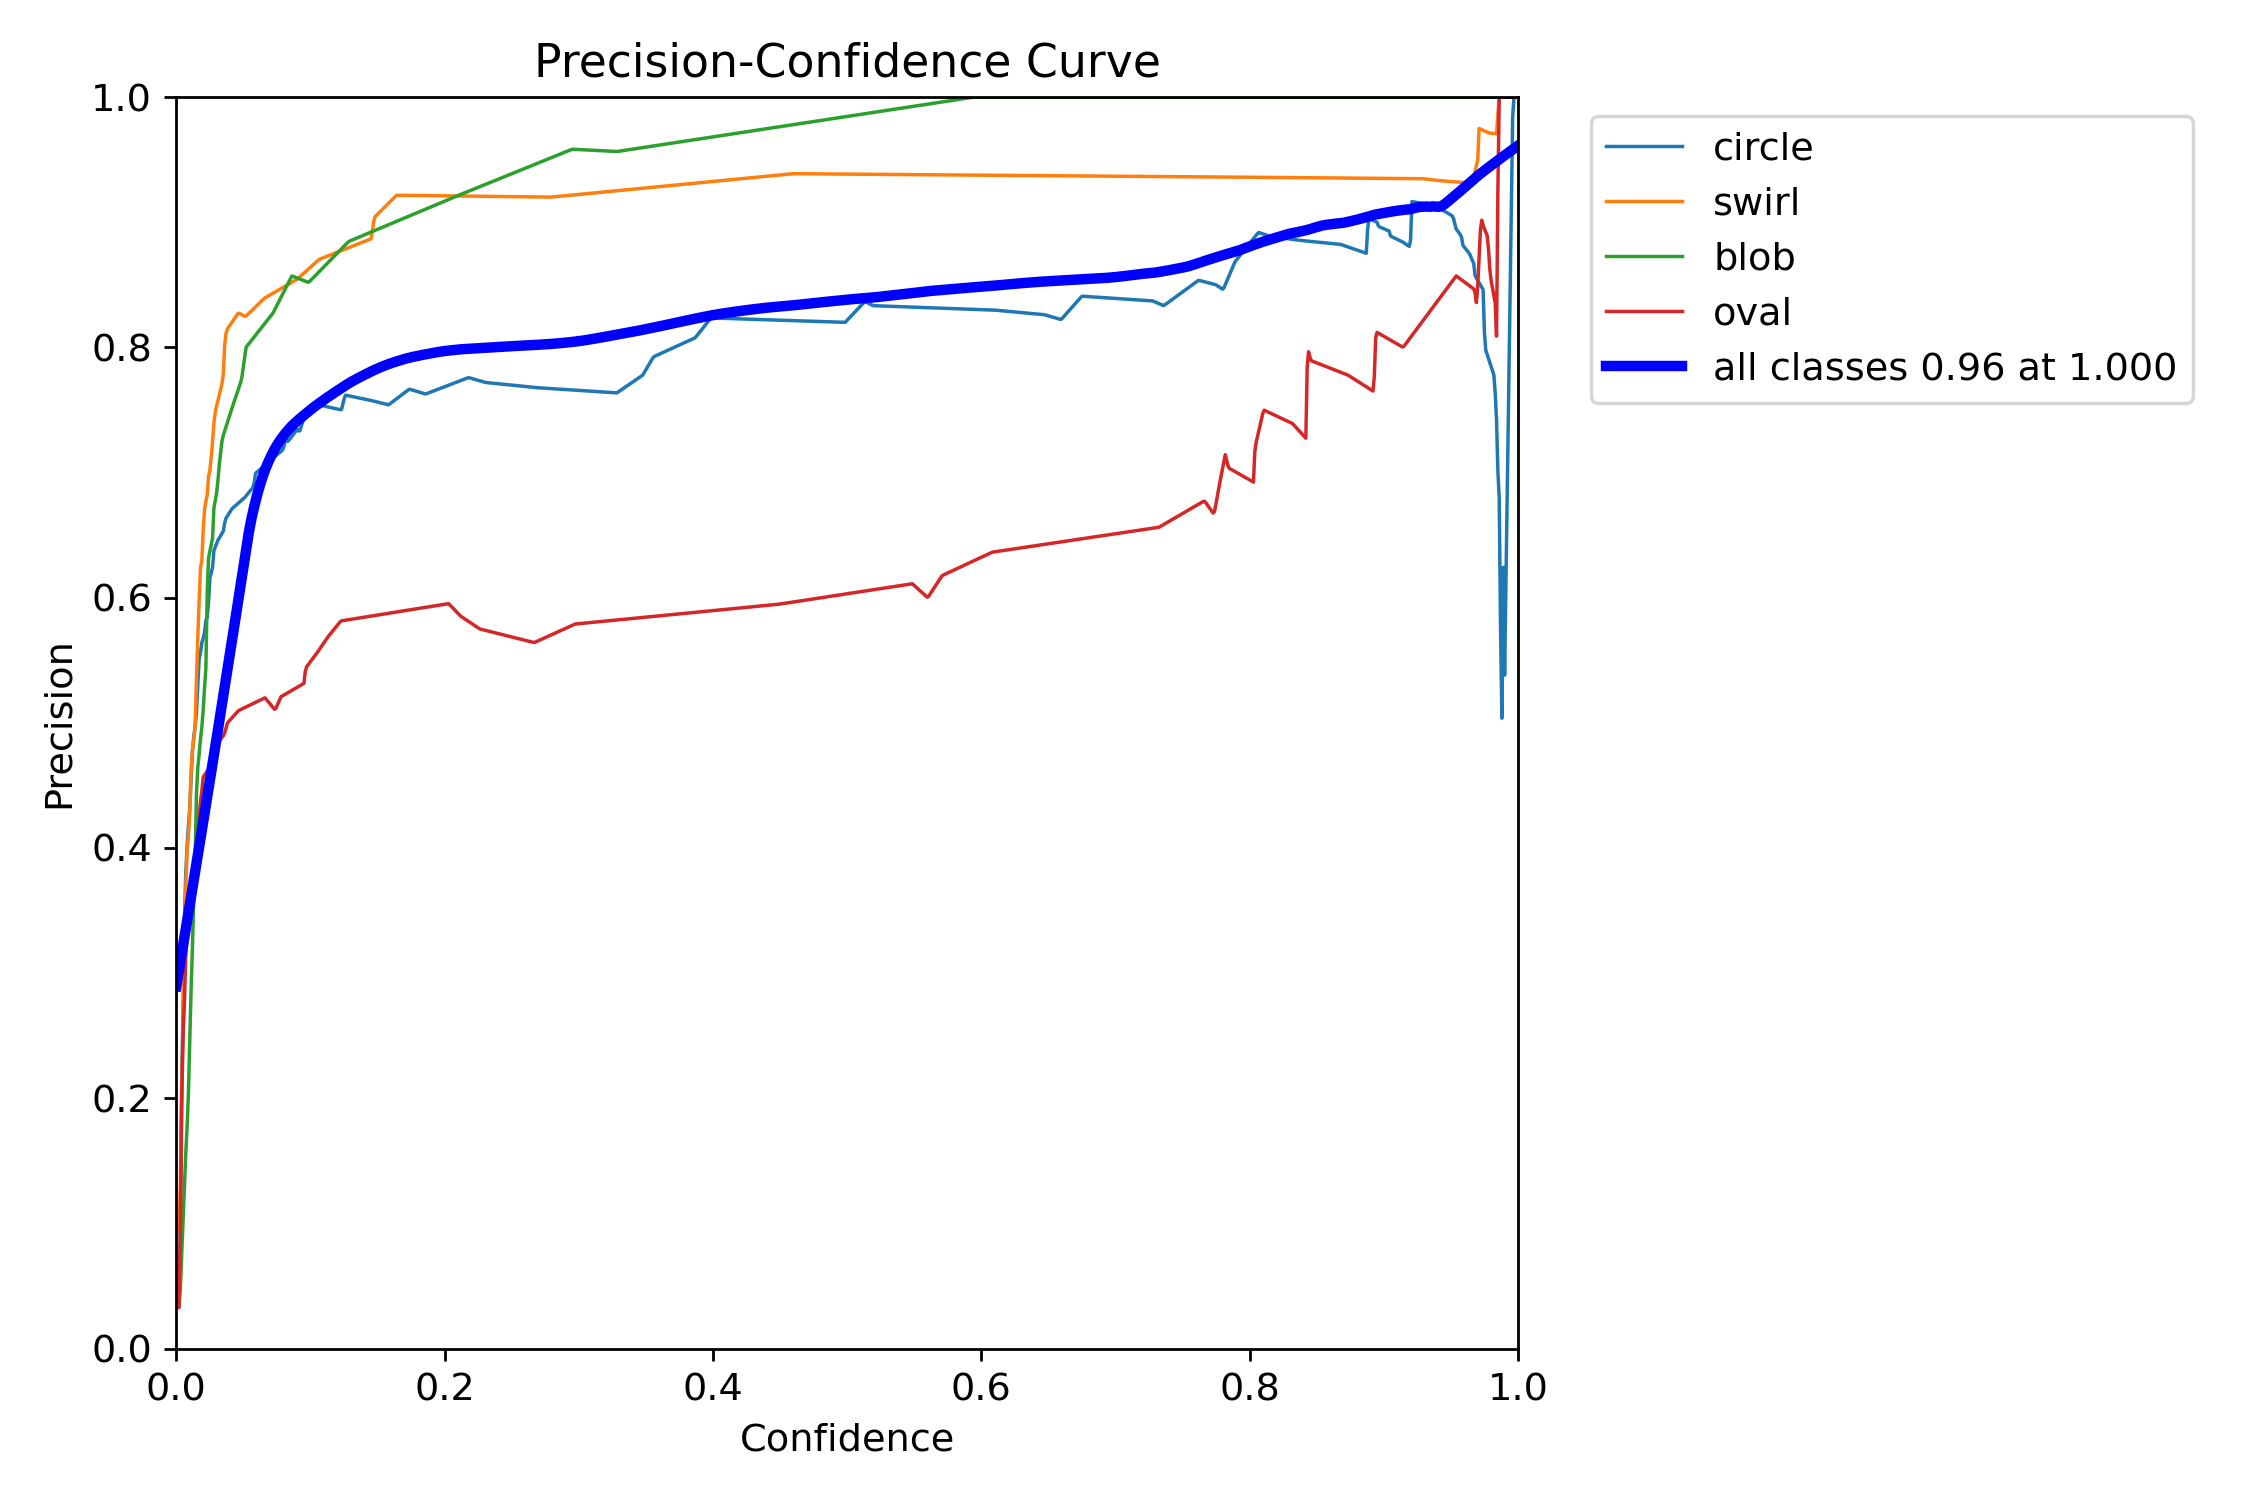 Precision-Confidence Curve
1.0
0.8
0.6
0.4
0.2
0.0
Precision
0.0 0.2 0.4 0.6 0.8 1.0
Confidence
circle
swirl
blob
oval
all classes 0.96 at 1.000